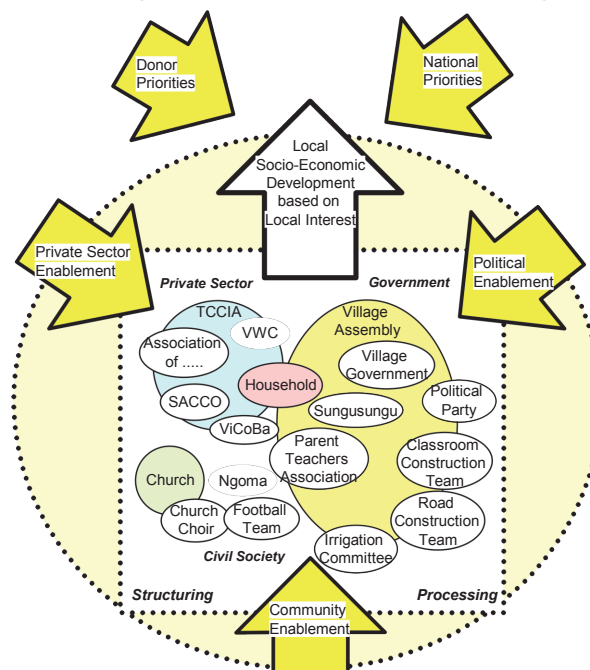 Donor
Priorities
National
Priorities
Local
Socio-Economic
Development
based on
Local Interest
Private Sector
Enablement
Political
Enablement
Private Sector
Government
TCCIA
VWC
Association
of .....
Village
Assembly
Village
Government
Household
SACCO
Sungusungu
Political
Party
ViCoBa
Parent
Teachers
Association
Classroom
Construction
Team
Church
Ngoma
Church
Choir
Football
Team
Road
Construction
Team
Civil Society
Irrigation
Committee
Structuring
Processing
Community
Enablement